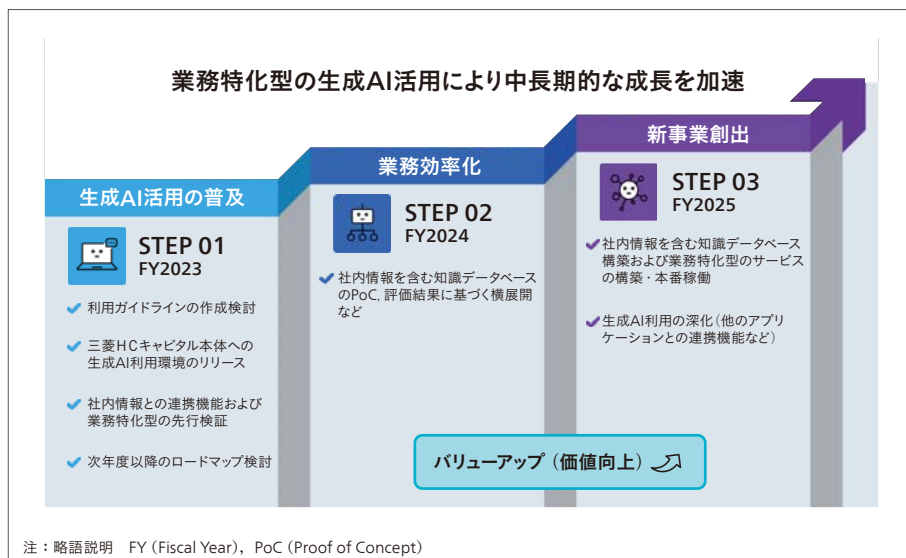 業務特化型の生成AI活用により中長期的な成長を加速
生成AI活用の普及
STEP 01
FY2023
利用ガイドラインの作成検討
三菱HCキャピタル本体への
生成AI利用環境のリリース
社内情報との連携機能および
業務特化型の先行検証
次年度以降のロードマップ検討
業務効率化
STEP 02
FY2024
社内情報を含む知識データベース
のPoC, 評価結果に基づく横展開
など
新事業創出
STEP 03
FY2025
社内情報を含む知識データベース
構築および業務特化型のサービス
の構築・本番稼働
生成AI利用の深化(他のアプリ
ケーションとの連携機能など)
バリューアップ(価値向上)
注:略語説明 FY(Fiscal Year),PoC(Proof of Concept)